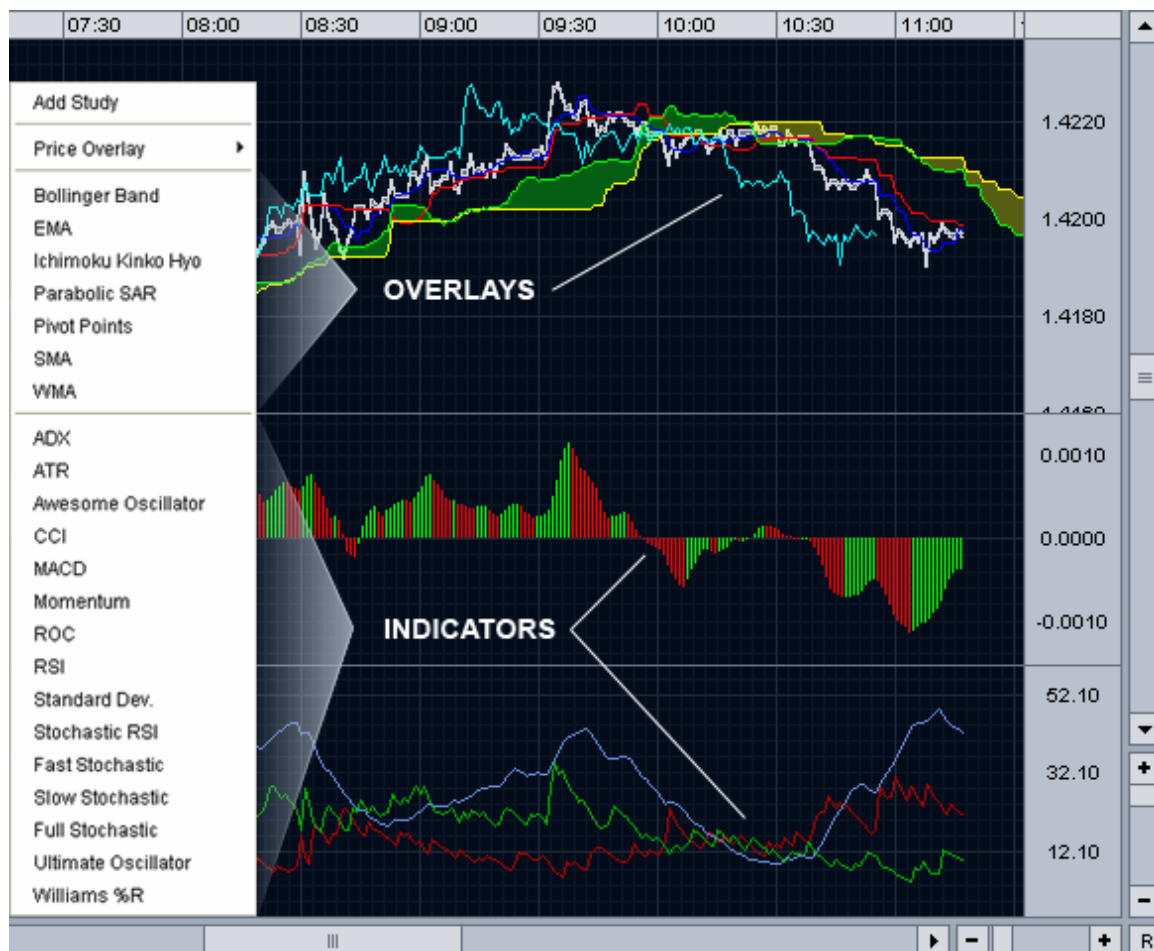 07:30 08:00 08:30 09:00 09:30 10:00 10:30 11:00
Add Study
Price Overlay
Bollinger Band
EMA
Ichimoku Kinko Hyo
Parabolic SAR
Pivot Points
SMA
WMA
ADX
ATR
Awesome Oscillator
CCI
MACD
Momentum
ROC
RSI
Standard Dev.
Stochastic RSI
Fast Stochastic
Slow Stochastic
Full Stochastic
Ultimate Oscillator
Williams %R
OVERLAYS
INDICATORS
1.4220
1.4200
1.4180
0.0010
0.0000
-0.0010
52.10
32.10
12.10
R